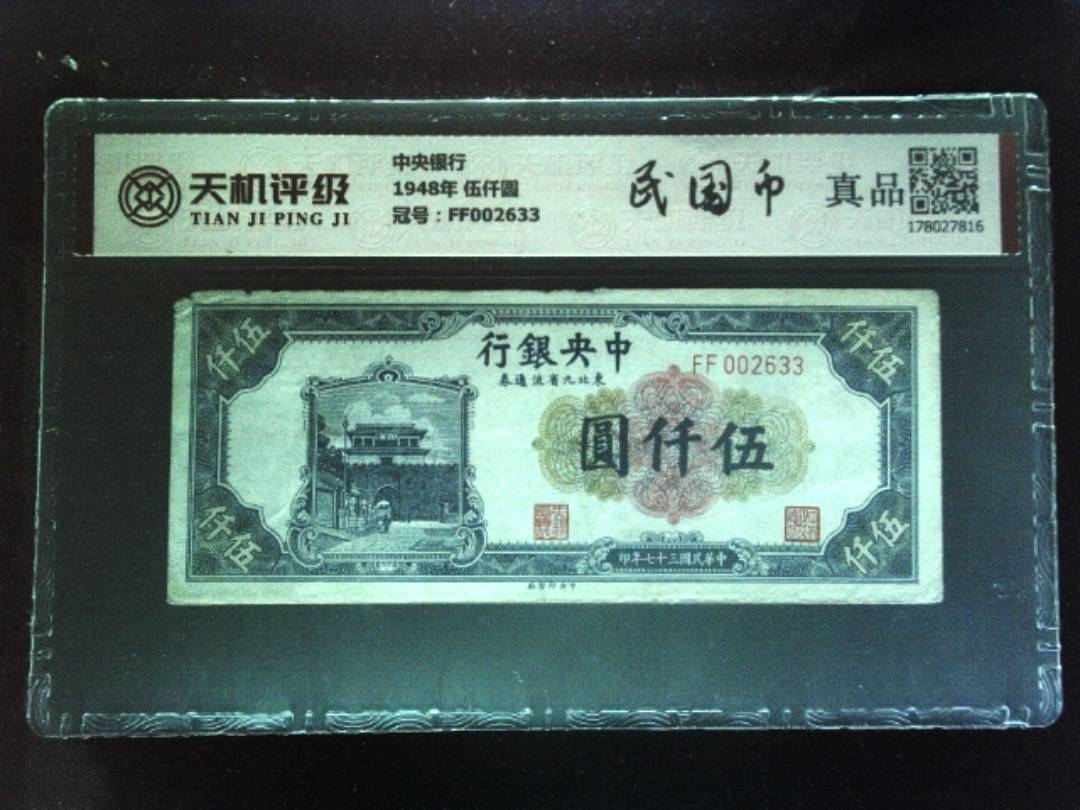 天机评级
TIAN JI PING JI
中央银行
1948年 伍仟圆
冠号：FF002633
民国币
真品
178027816
伍仟
伍仟
中央銀行
東北九省流通券
FF 002633
伍仟圓
伍仟
伍仟
中華民國三十七年印